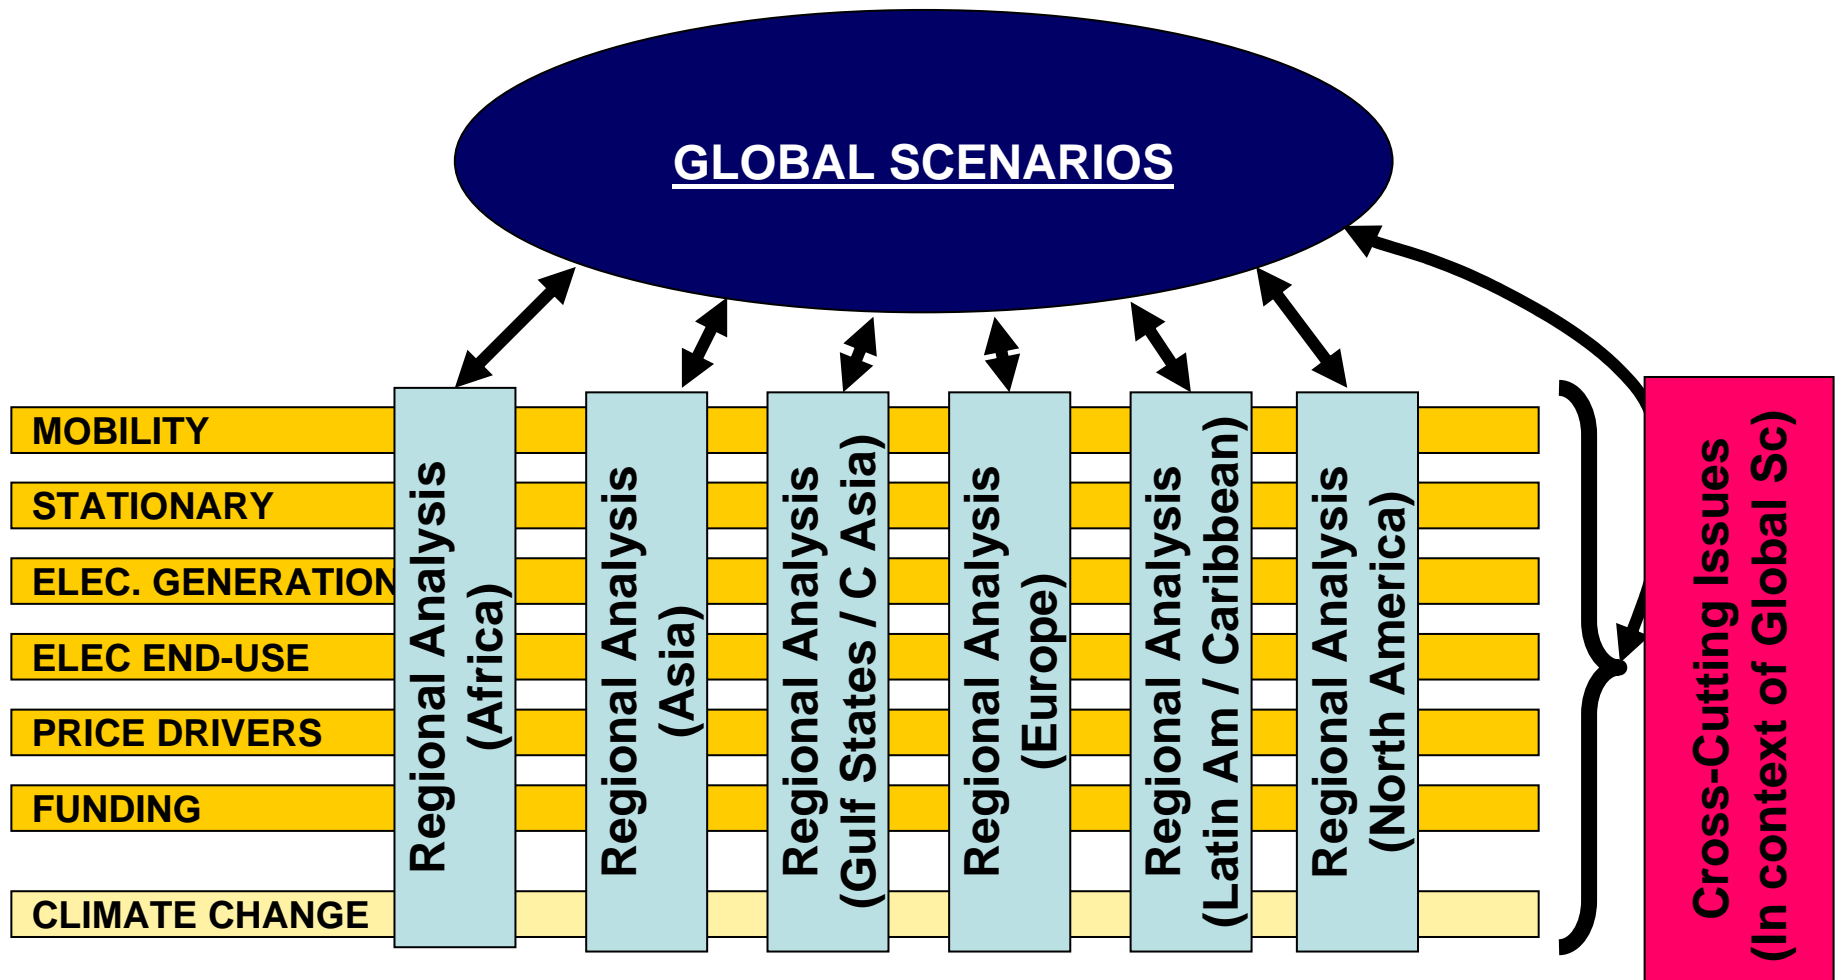 GLOBAL SCENARIOS
MOBILITY
STATIONARY
ELEC. GENERATION
ELEC END-USE
PRICE DRIVERS
FUNDING
CLIMATE CHANGE
Regional Analysis
(Africa)
Regional Analysis
(Asia)
Regional Analysis
(Gulf States / C Asia)
Regional Analysis
(Europe)
Regional Analysis
(Latin Am / Caribbean)
Regional Analysis
(North America)
Cross-Cutting Issues
(In context of Global Sc)